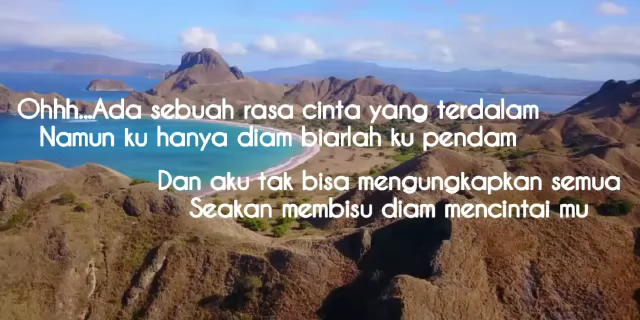 Ohhh...Ada sebuah rasa cinta yang terdalam
Namun ku hanya diam biarlah ku pendam
Dan aku tak bisa mengungkapkan semua
Seakan membisu diam mencintai mu